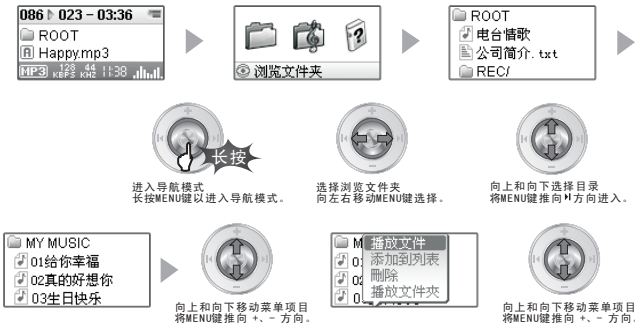 086 023 - 03:36
ROOT
Happy.mp3
MP3 128 KBPS 44 KHZ 11:38
浏览文件夹
ROOT
电台情歌
公司简介. txt
REC/
长按
进入导航模式
长按MENU键以进入导航模式。
选择浏览文件夹
向左右移动MENU键选择。
向上和向下选择目录
将MENU键推向方向进入。
MY MUSIC
01给你幸福
02真的好想你
03生日快乐
向上和向下移动菜单项目
将MENU键推向 +、- 方向。
M
01
02
0
播放文件
添加到列表
刪除
播放文件夾
向上和向下移动菜单项目
将MENU键推向 +、- 方向。